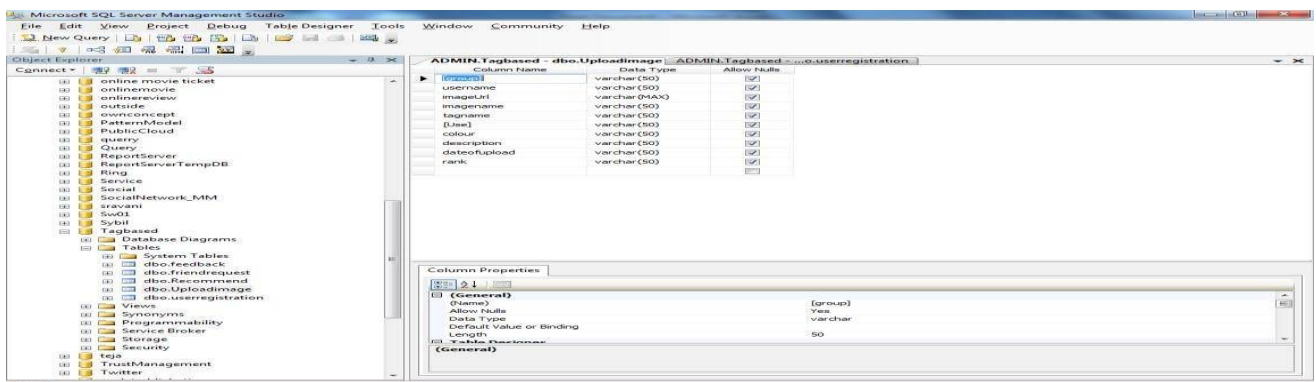 Microsoft SQL Server Management Studio
File Edit View Project Debug Table Designer Tools Window Community Help
New Query
Object Explorer
Connect
online movie ticket
onlinemovie
onlinereview
outside
ownconcept
PatternModel
PublicCloud
querry
Query
ReportServer
ReportServerTempDB
Ring
Service
Social
SocialNetwork_MM
sravani
Sw01
Sybil
Tagbased
Database Diagrams
Tables
System Tables
dbo.feedback
dbo.friendrequest
dbo.Recommend
dbo.Uploadimage
dbo.userregistration
Views
Synonyms
Programmability
Service Broker
Storage
Security
teja
TrustManagement
Twitter
ADMIN.Tagbased - dbo.Uploadimage ADMIN.Tagbased - ...o.userregistration
Column Name Data Type Allow Nulls
[group] varchar(50)
username varchar(50)
imageUrl varchar(MAX)
imagename varchar(50)
tagname varchar(50)
[Use] varchar(50)
colour varchar(50)
description varchar(50)
dateofupload varchar(50)
rank varchar(50)
Column Properties
(General)
(Name) [group]
Allow Nulls Yes
Data Type varchar
Default Value or Binding
Length 50
Table Designer
(General)